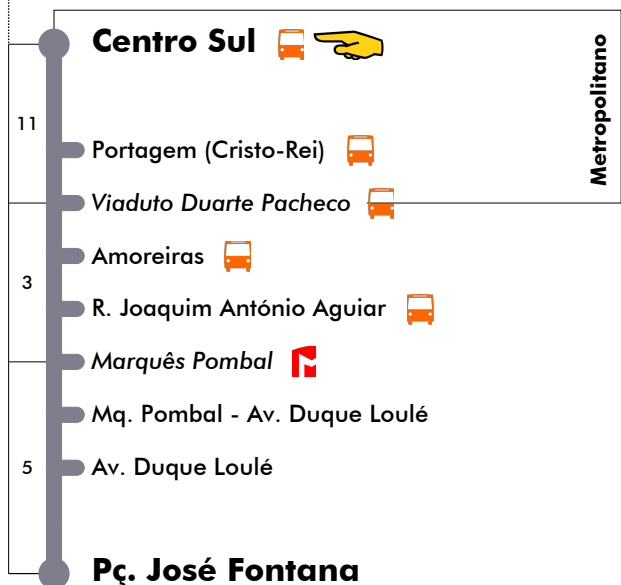 Centro Sul
Metropolitano
11
Portagem (Cristo-Rei)
Viaduto Duarte Pacheco
Amoreiras
3
R. Joaquim António Aguiar
Marquês Pombal
Mq. Pombal - Av. Duque Loulé
5
Av. Duque Loulé
Pç. José Fontana